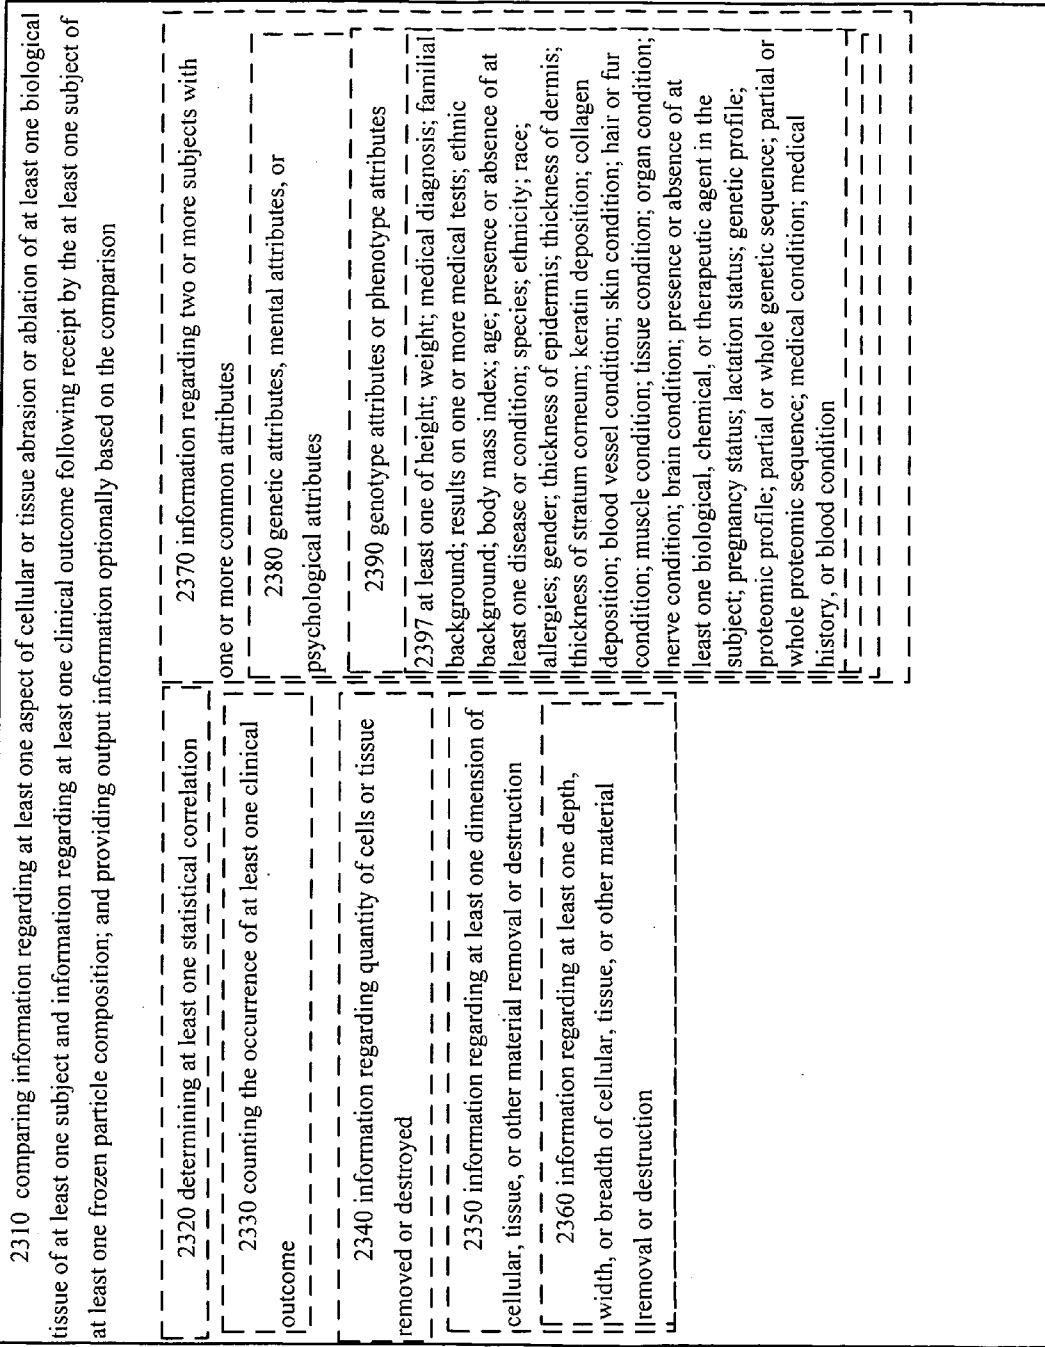 2310 comparing information regarding at least one aspect of cellular or tissue abrasion or ablation of at least one biological
tissue of at least one subject and information regarding at least one clinical outcome following receipt by the at least one subject of
at least one frozen particle composition; and providing output information optionally based on the comparison
2320 determining at least one statistical correlation
2330 counting the occurrence of at least one clinical
outcome
2340 information regarding quantity of cells or tissue
removed or destroyed
2350 information regarding at least one dimension of
cellular, tissue, or other material removal or destruction
2360 information regarding at least one depth,
width, or breadth of cellular, tissue, or other material
removal or destruction
2370 information regarding two or more subjects with
one or more common attributes
2380 genetic attributes, mental attributes, or
psychological attributes
2390 genotype attributes or phenotype attributes
2397 at least one of height; weight; medical diagnosis; familial
background; results on one or more medical tests; ethnic
background; body mass index; age; presence or absence of at
least one disease or condition; species; ethnicity; race;
allergies; gender; thickness of epidermis; thickness of dermis;
thickness of stratum corneum; keratin deposition; collagen
deposition; blood vessel condition; skin condition; hair or fur
condition; muscle condition; tissue condition; organ condition;
nerve condition; brain condition; presence or absence of at
least one biological, chemical, or therapeutic agent in the
subject; pregnancy status; lactation status; genetic profile;
proteomic profile; partial or whole genetic sequence; partial or
whole proteomic sequence; medical condition; medical
history, or blood condition